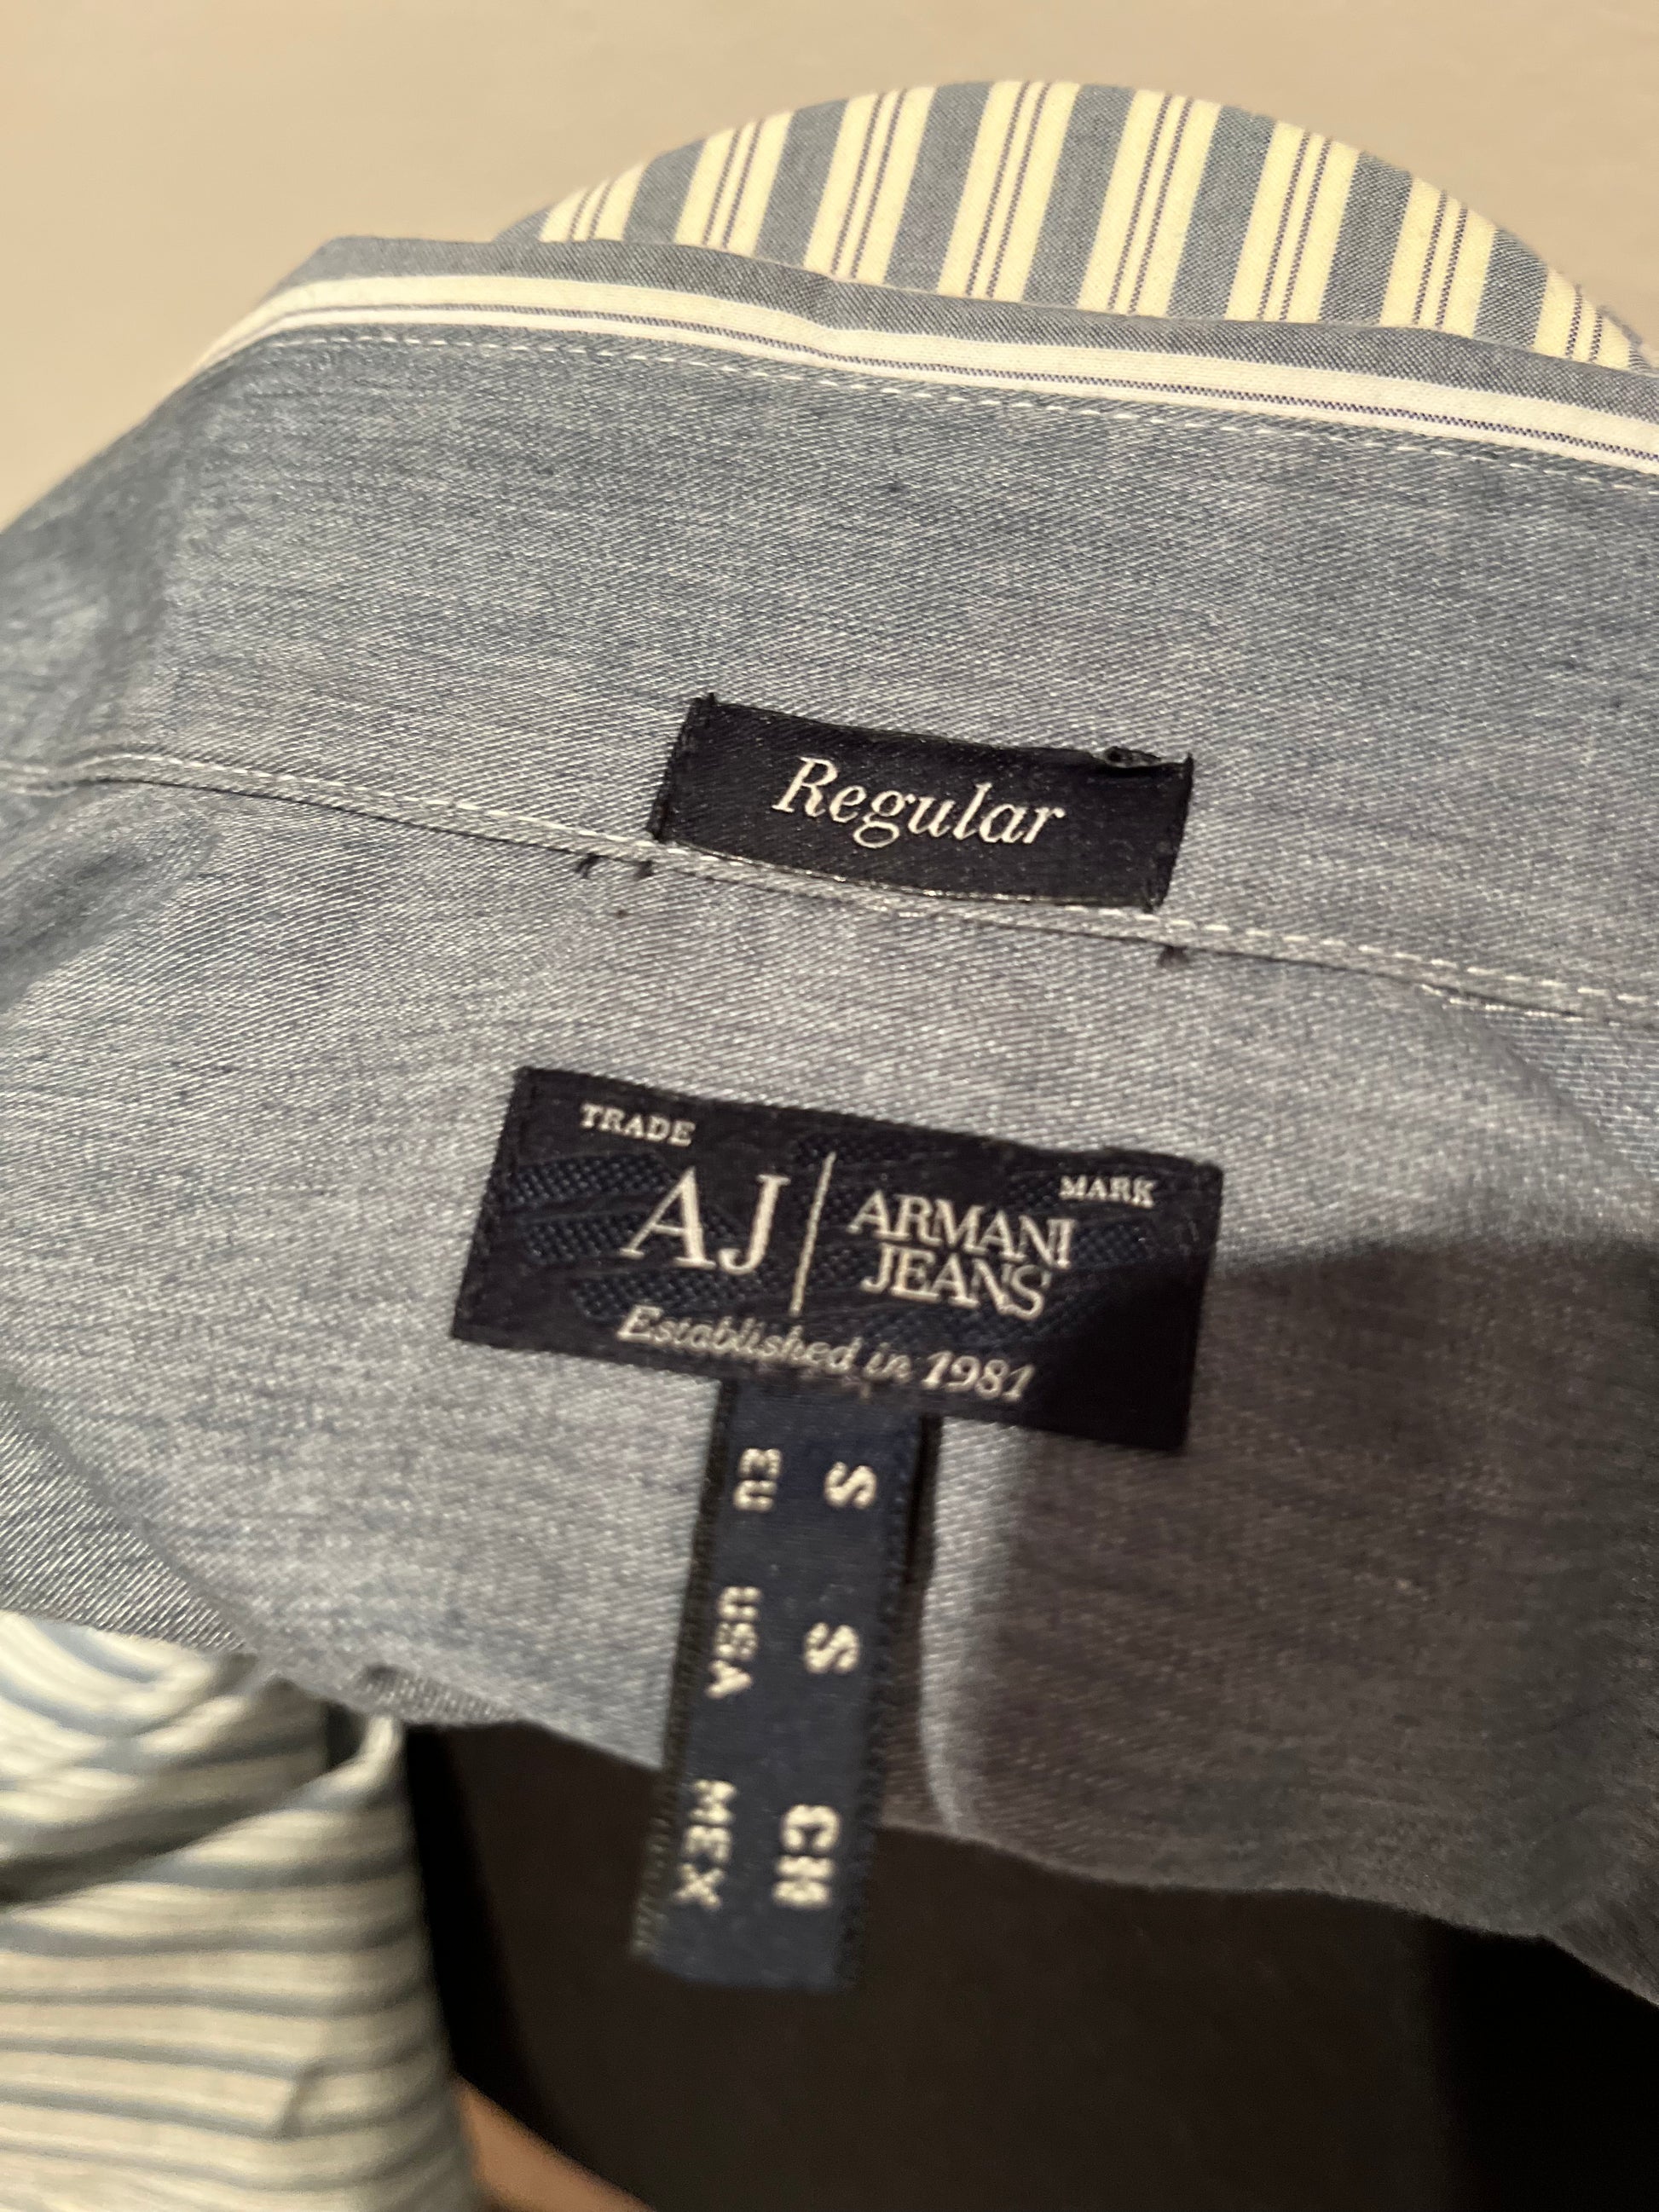 Regular
TRADE MARK
AJ ARMANI
JEANS
Established in 1981
S S CH
EU USA MEX